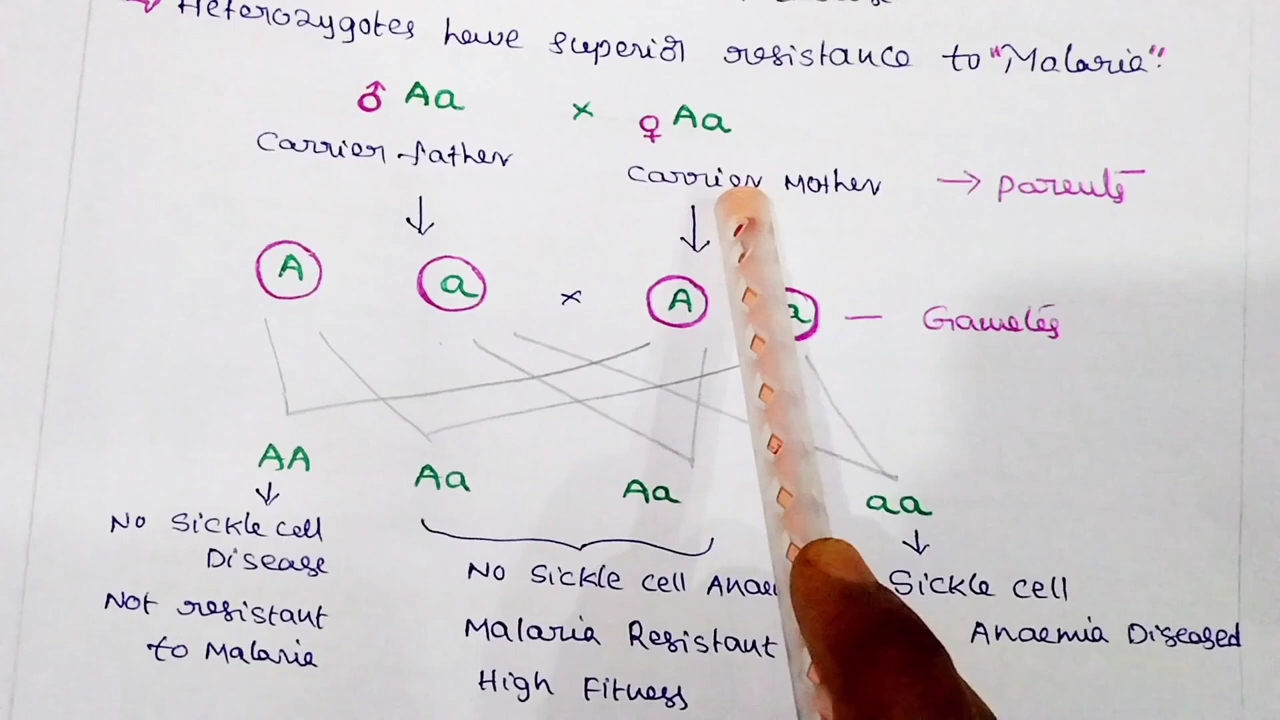 Heterozygotes have superior resistance to "Malaria".
♂ Aa × ♀ Aa
Carrier father
Carrier Mother → parents
A a × A a — Gametes
AA Aa Aa aa
No Sickle cell
Disease
Not resistant
to Malaria
No Sickle cell
Malaria Resistant
High Fitness
Sickle cell
Anaemia Diseased